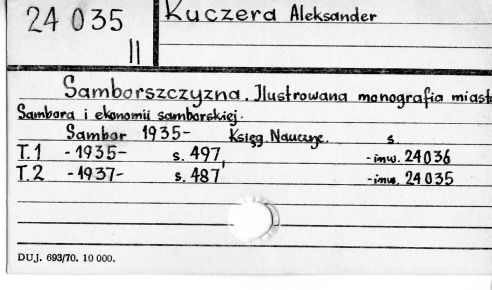 24 035
II
Kuczera Aleksander
Samborszczyzna. Ilustrowana monografia miast
Sambora i ekonomii samborskiej.
Sambor 1935- Księg. Nauczyc. s.
T.1 -1935- s. 497, -inw. 24036
T.2 -1937- s. 487 -inw. 24035
DUJ. 693/70. 10 000.